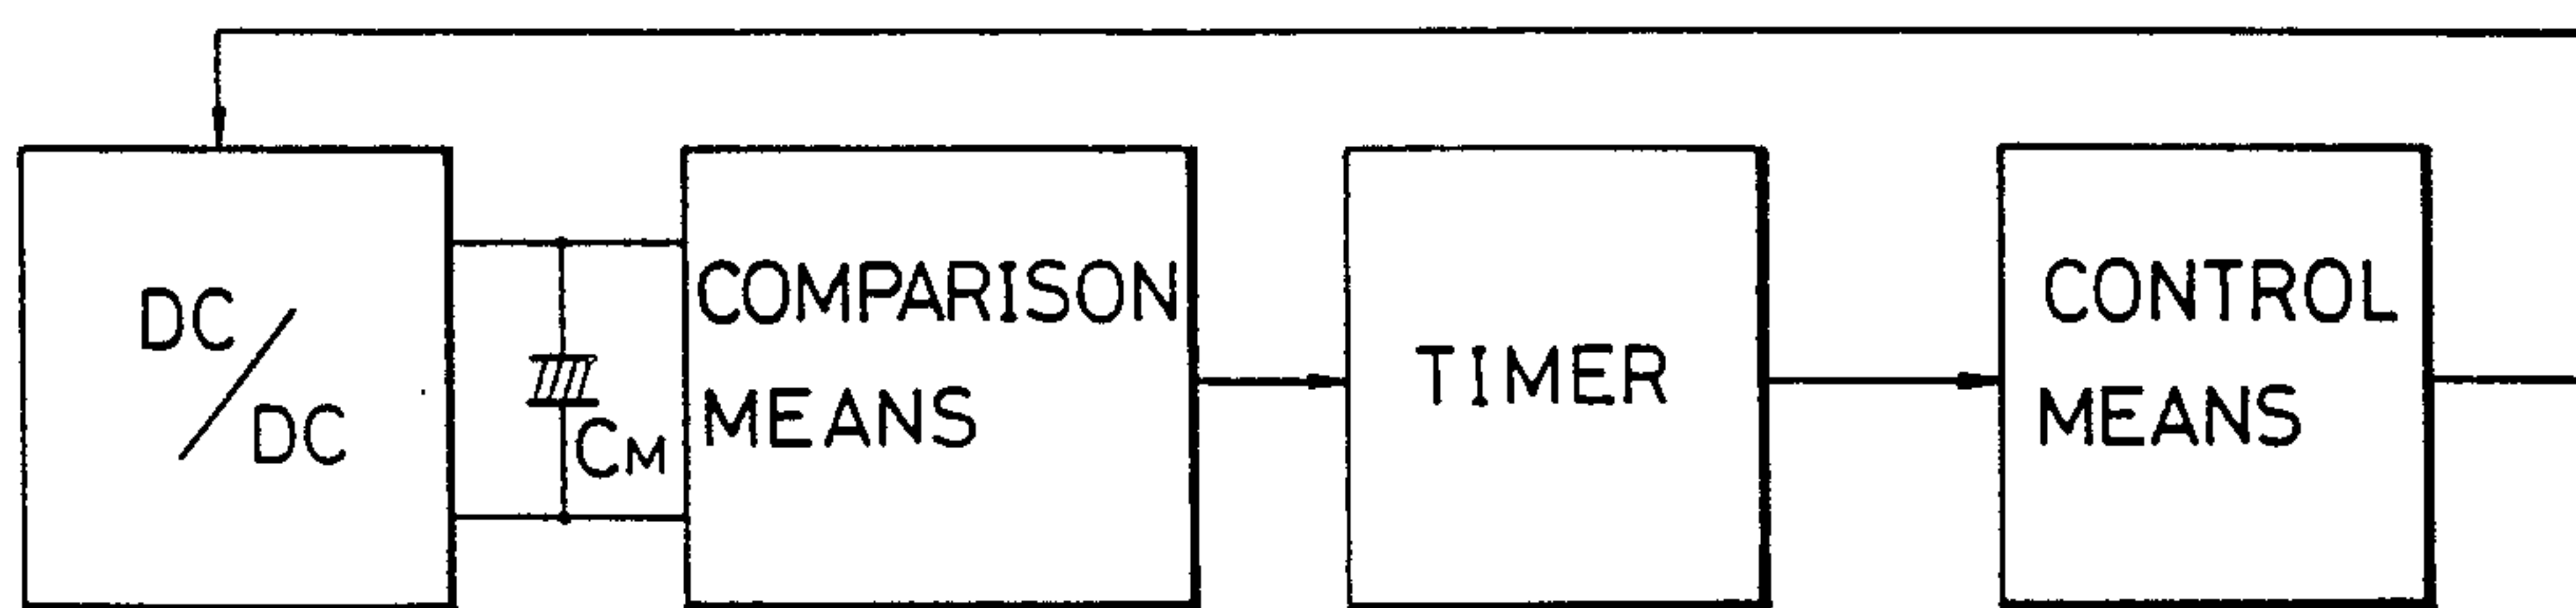 DC/DC
CM
COMPARISON
MEANS
TIMER
CONTROL
MEANS